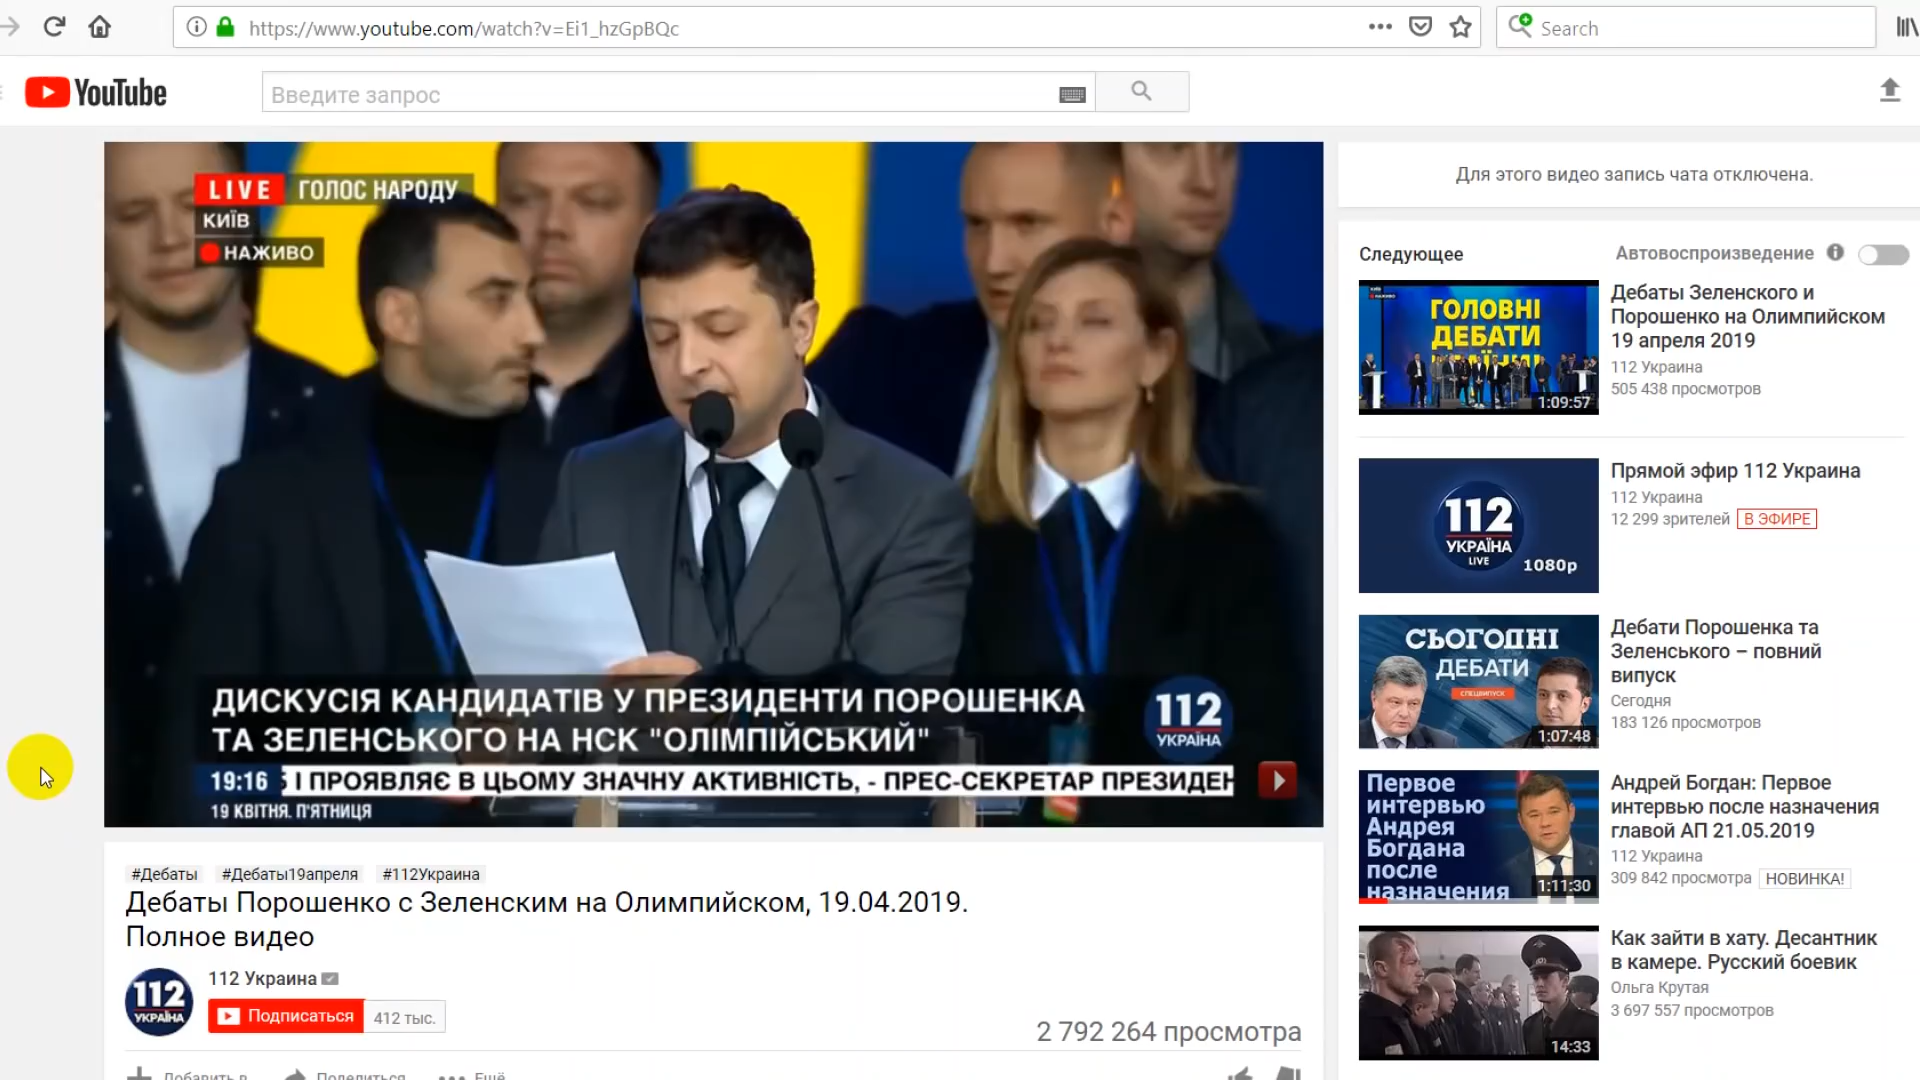 https://www.youtube.com/watch?v=Ei1_hzGpBQc
Search
YouTube
Введите запрос
LIVE ГОЛОС НАРОДУ
КИЇВ
НАЖИВО
ДИСКУСІЯ КАНДИДАТІВ У ПРЕЗИДЕНТИ ПОРОШЕНКА
ТА ЗЕЛЕНСЬКОГО НА НСК "ОЛІМПІЙСЬКИЙ"
112
УКРАЇНА
19:16 І ПРОЯВЛЯЄ В ЦЬОМУ ЗНАЧНУ АКТИВНІСТЬ, - ПРЕС-СЕКРЕТАР ПРЕЗИДЕН
19 КВІТНЯ. П'ЯТНИЦЯ
#Дебаты #Дебаты19апреля #112Украина
Дебаты Порошенко с Зеленским на Олимпийском, 19.04.2019.
Полное видео
112
УКРАЇНА
112 Украина
Подписаться 412 тыс.
2 792 264 просмотра
Добавить в Поделиться Ещё
Для этого видео запись чата отключена.
Следующее
Автовоспроизведение
КИЇВ
НАЖИВО
ГОЛОВНІ
ДЕБАТИ
1:09:57
Дебаты Зеленского и
Порошенко на Олимпийском
19 апреля 2019
112 Украина
505 438 просмотров
112
УКРАЇНА
LIVE
1080p
Прямой эфир 112 Украина
112 Украина
12 299 зрителей В ЭФИРЕ
СЬОГОДНІ
ДЕБАТИ
СПЕЦВИПУСК
1:07:48
Дебати Порошенка та
Зеленського – повний
випуск
Сегодня
183 126 просмотров
Первое
интервью
Андрея
Богдана
после
назначения
1:11:30
Андрей Богдан: Первое
интервью после назначения
главой АП 21.05.2019
112 Украина
309 842 просмотра НОВИНКА!
14:33
Как зайти в хату. Десантник
в камере. Русский боевик
Ольга Крутая
3 697 557 просмотров